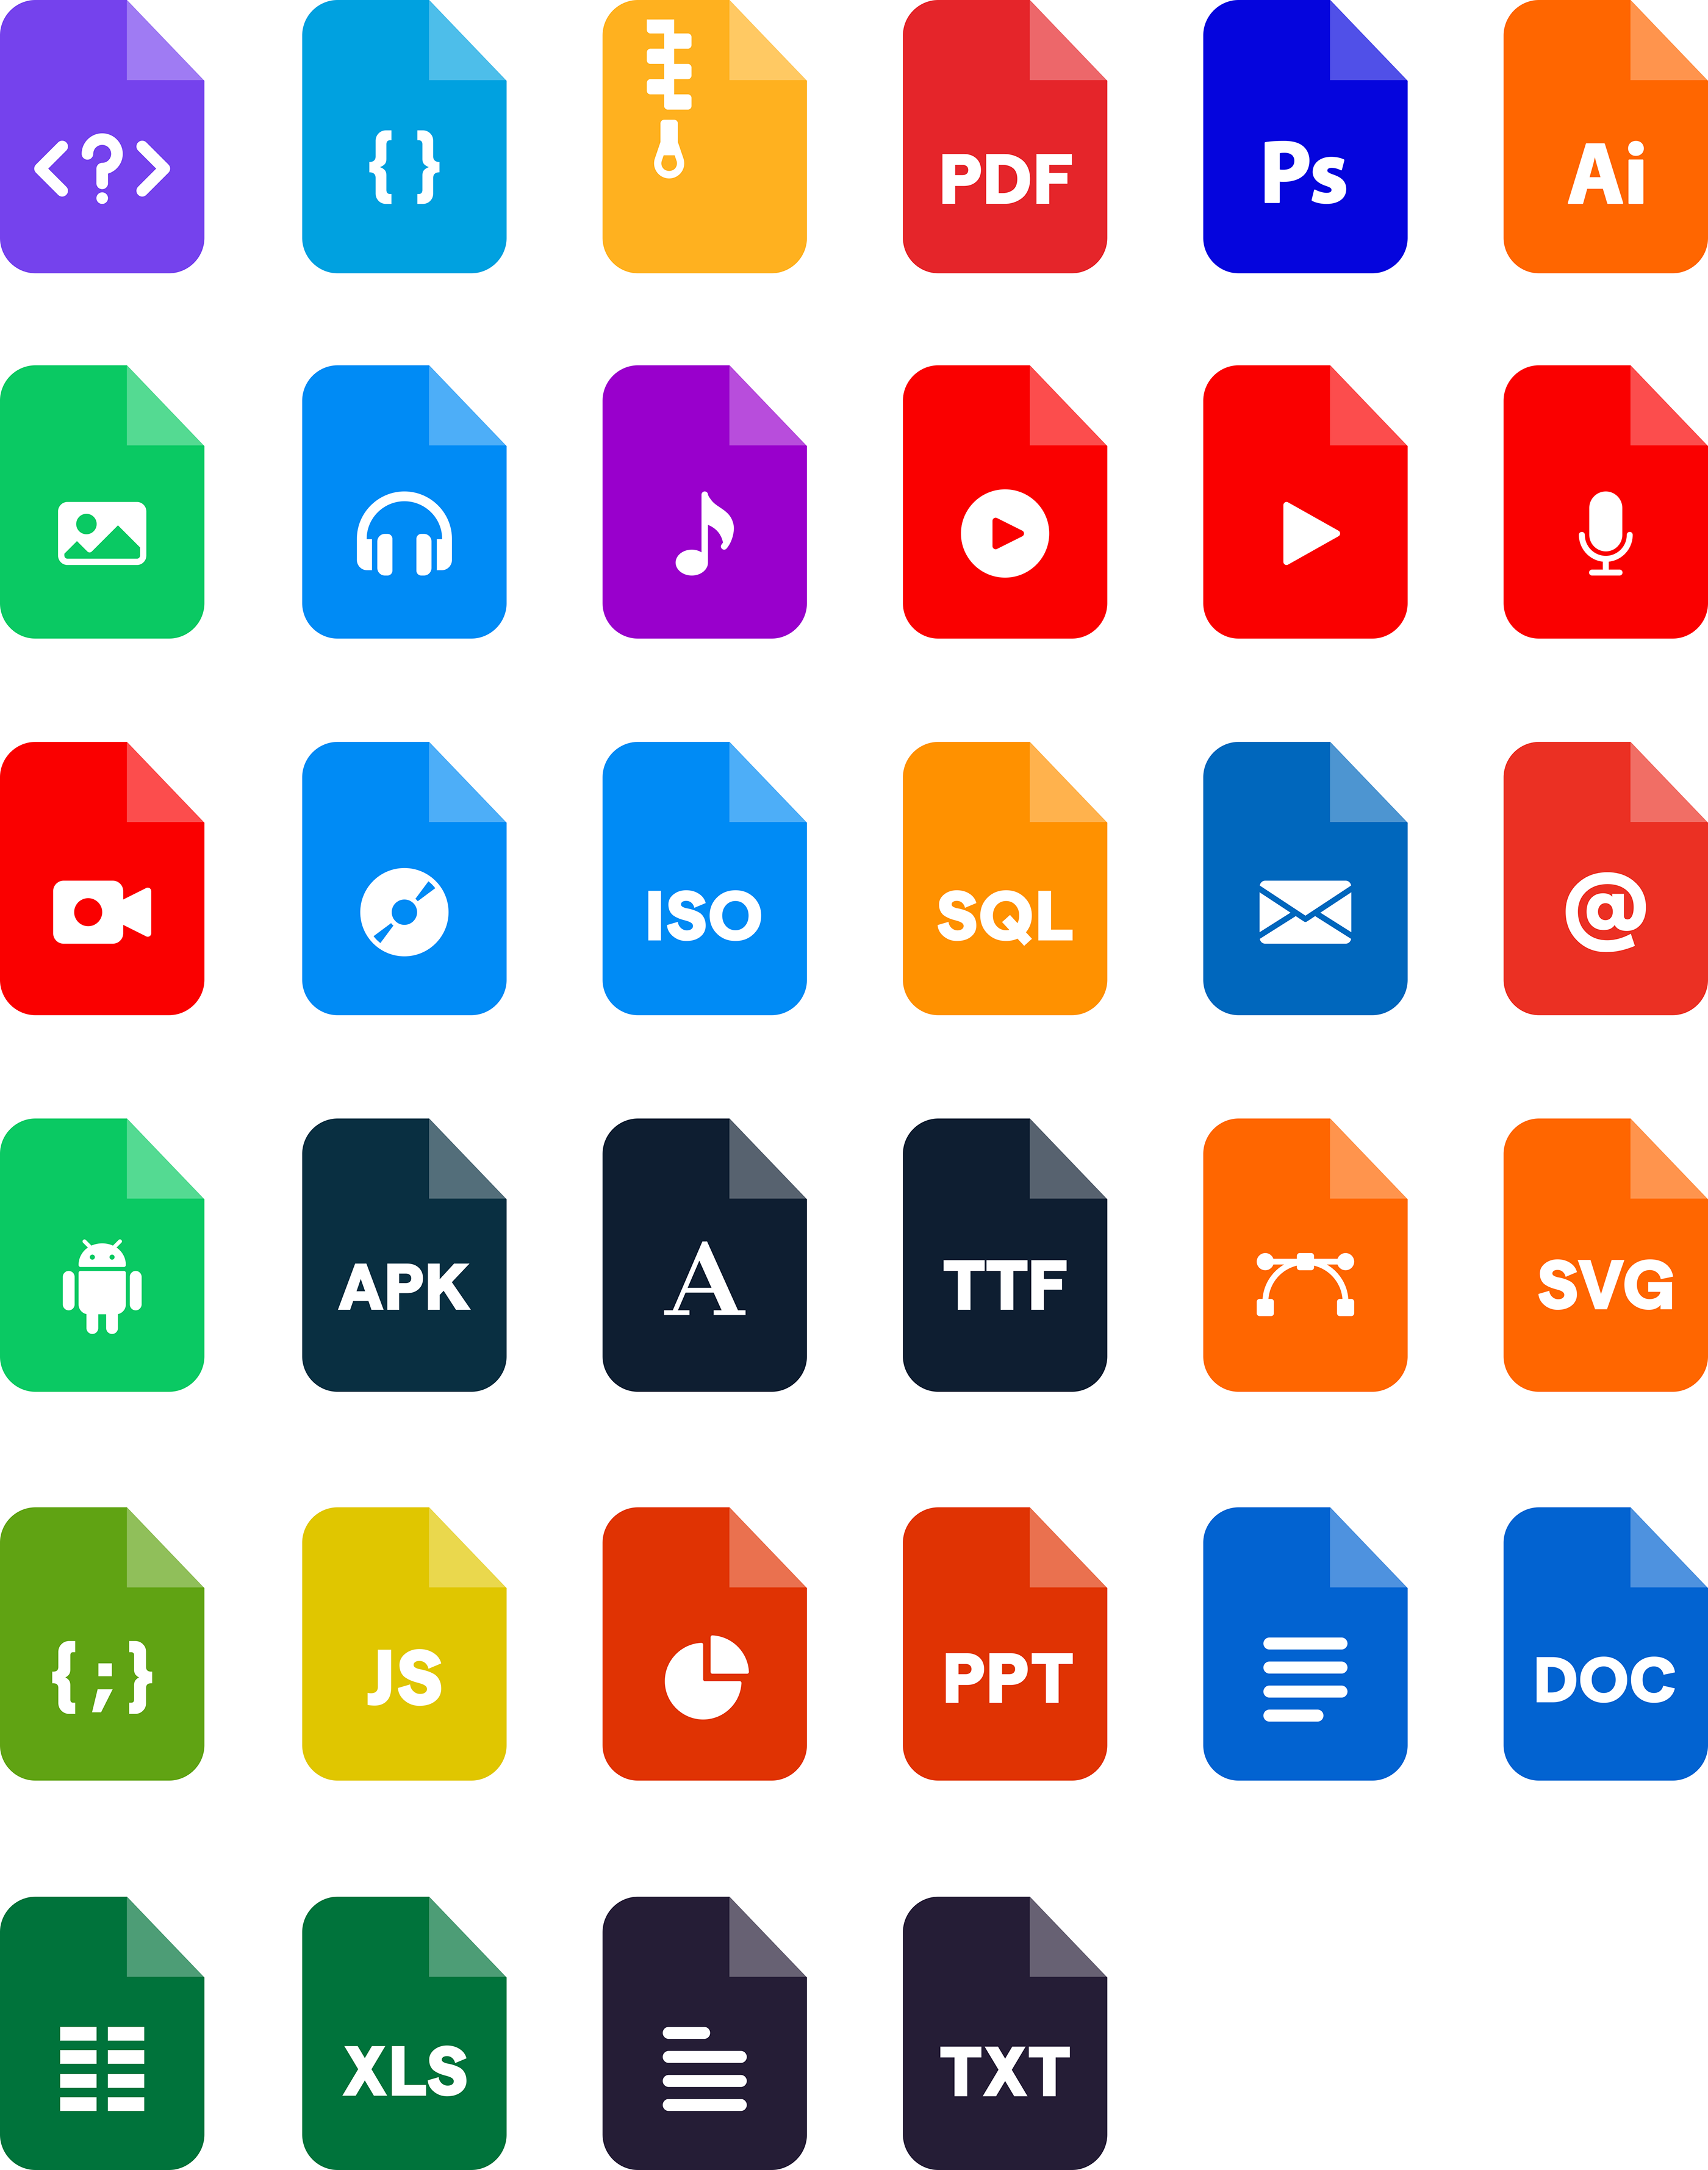 <?>
{ }
PDF
Ps
Ai
ISO
SQL
@
APK
A
TTF
SVG
{;}
JS
PPT
DOC
XLS
TXT